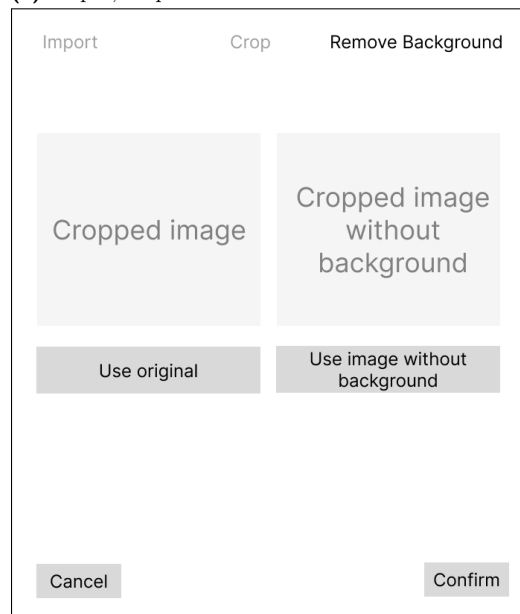 Import Crop Remove Background
Cropped image
Cropped image
without
background
Use original
Use image without
background
Cancel Confirm